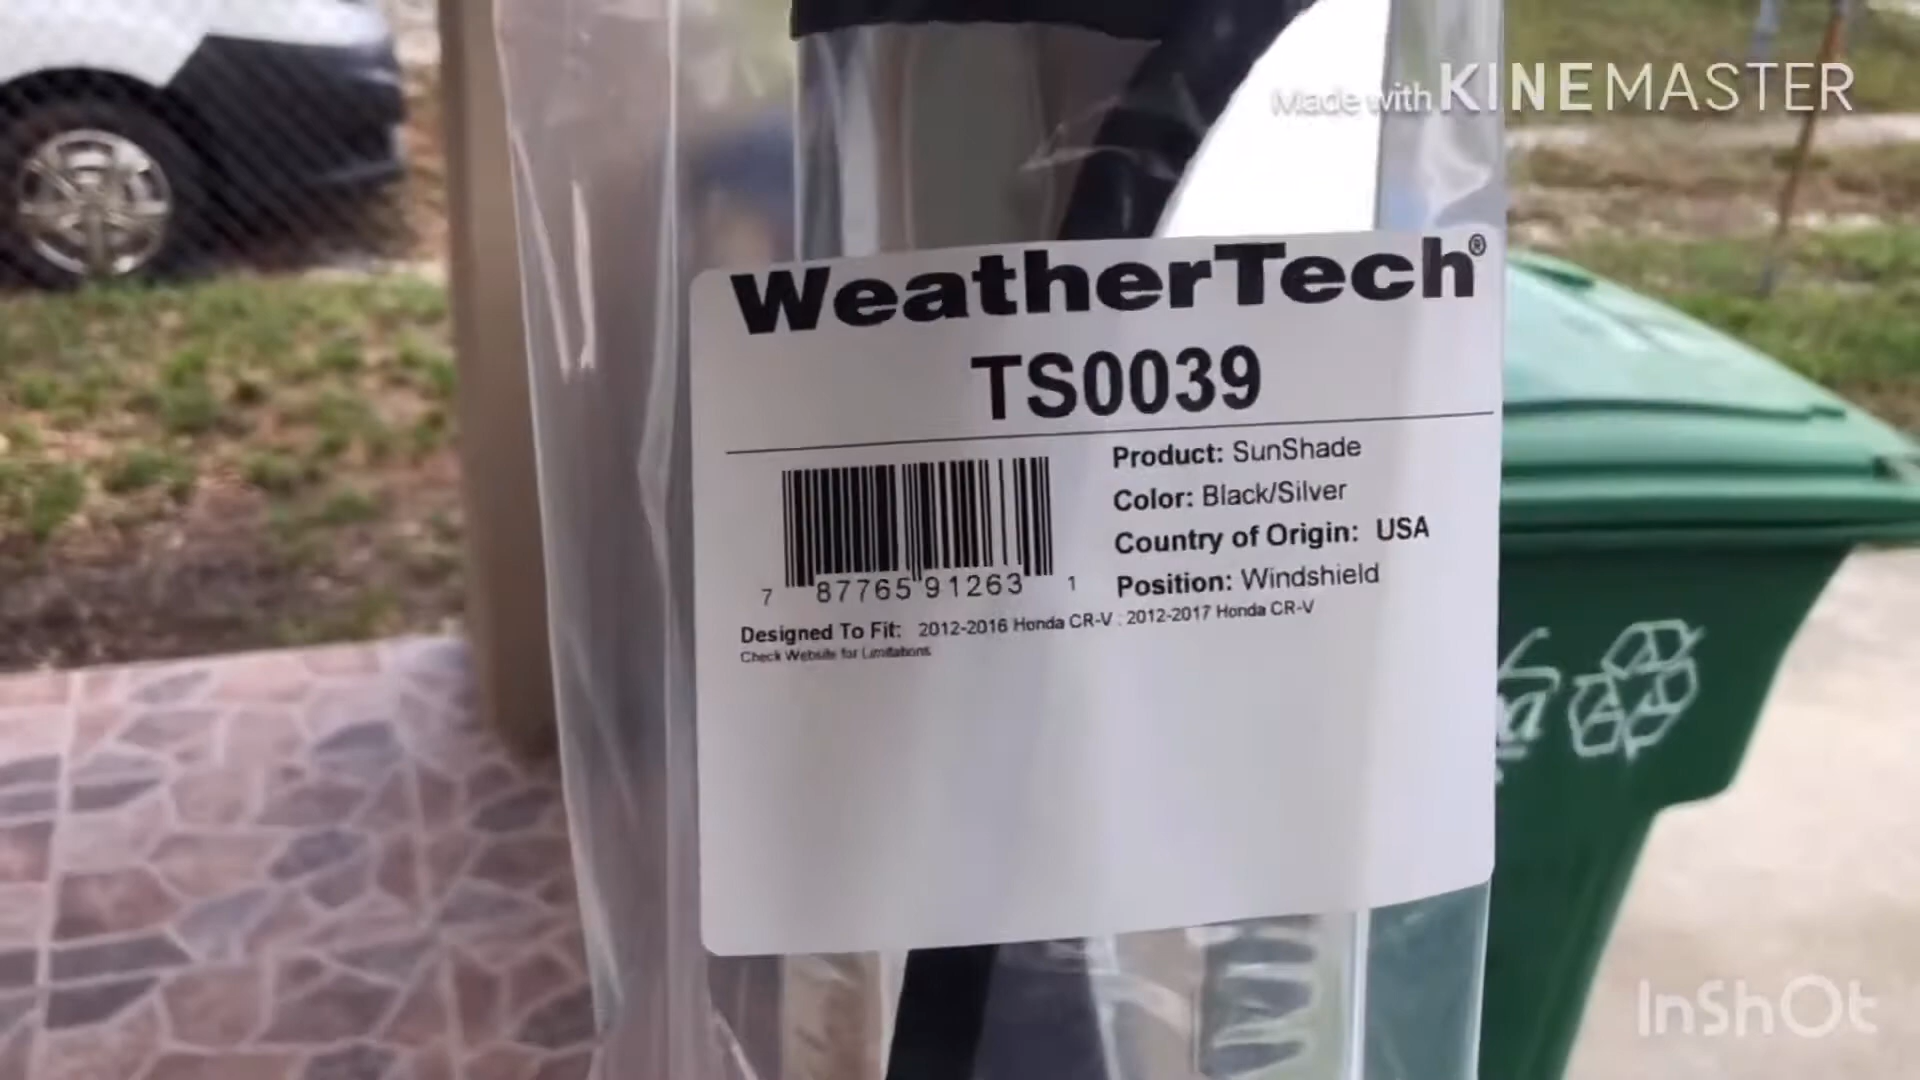 Made with KINEMASTER
WeatherTech®
TS0039
Product: SunShade
Color: Black/Silver
Country of Origin: USA
Position: Windshield
7 87765 91263 1
Designed To Fit: 2012-2016 Honda CR-V : 2012-2017 Honda CR-V
Check Website for Limitations
InShOt